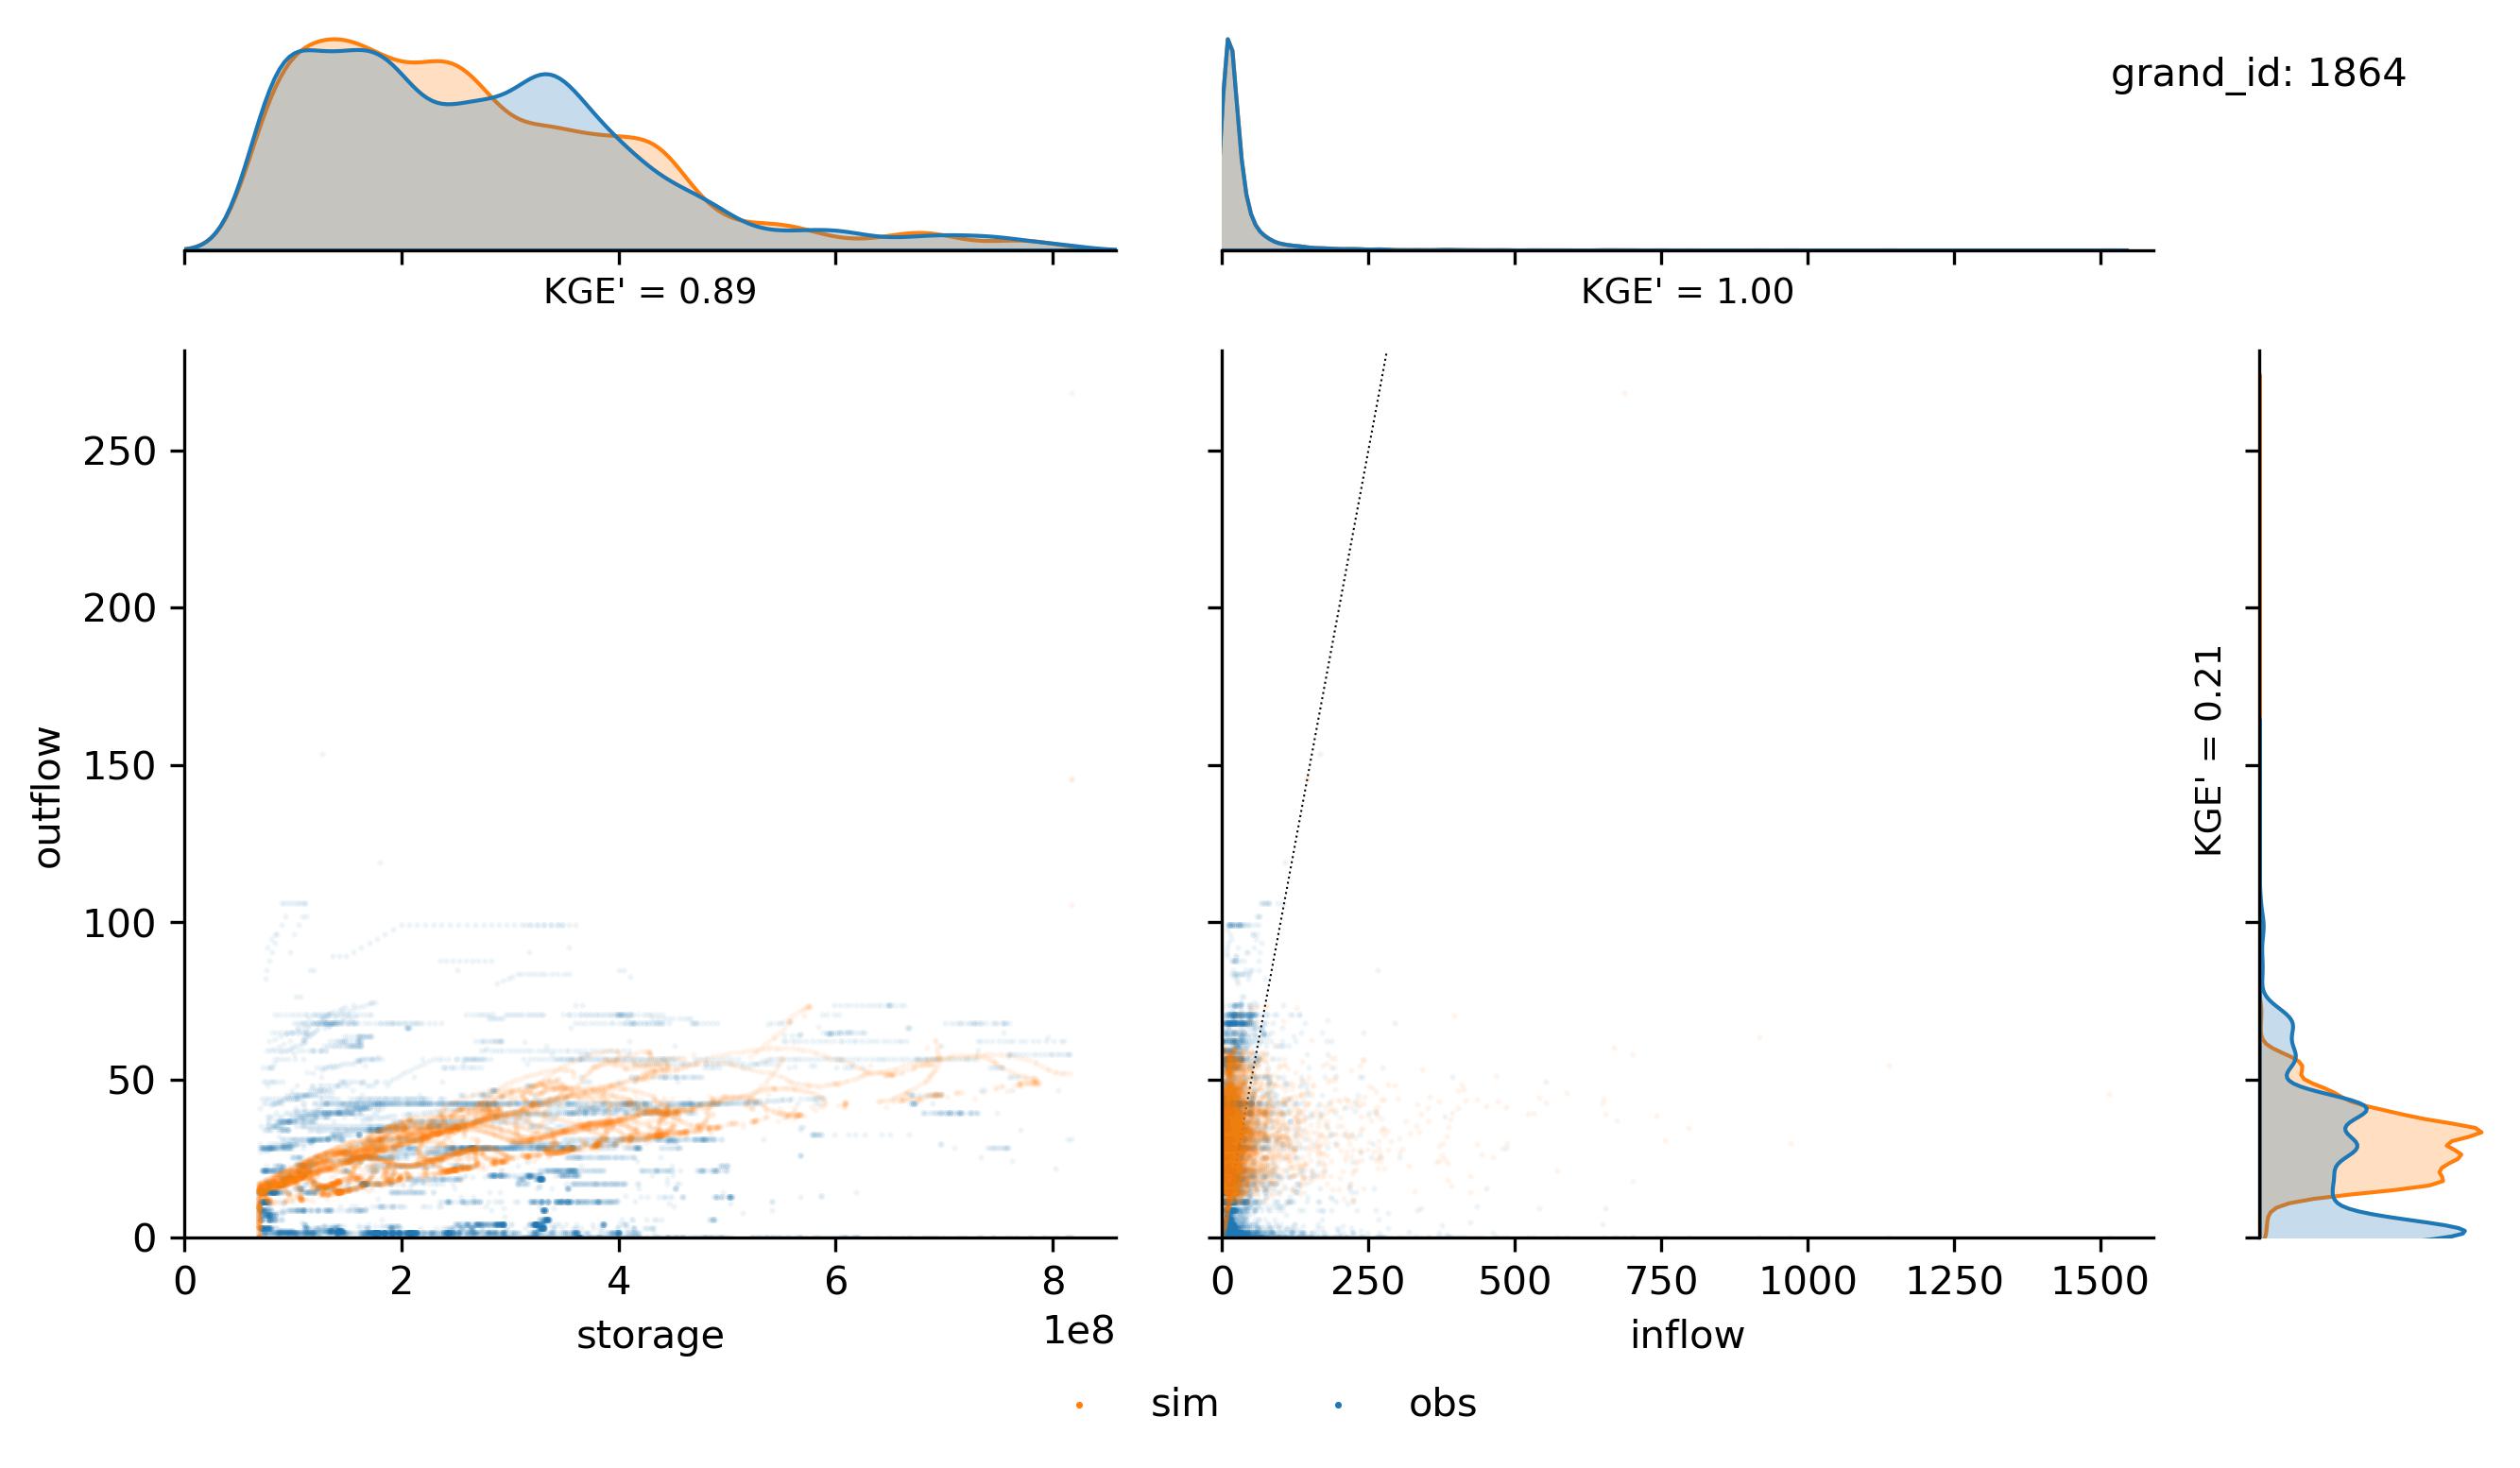 grand_id: 1864
KGE' = 0.89
KGE' = 1.00
250
200
150
100
50
0
outflow
KGE' = 0.21
0 2 4 6 8
1e8
storage
0 250 500 750 1000 1250 1500
inflow
sim obs